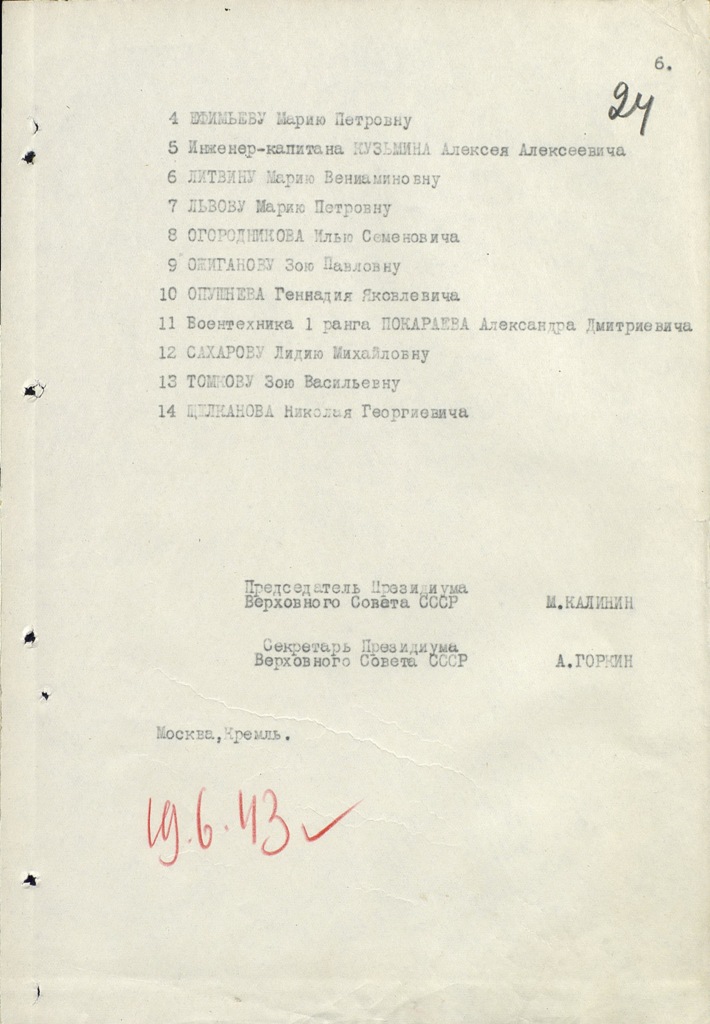 6.
24
4 ЕФИМЬЕВУ Марию Петровну
5 Инженер-капитана КУЗЬМИНА Алексея Алексеевича
6 ЛИТВИНУ Марию Вениаминовну
7 ЛЬВОВУ Марию Петровну
8 ОГОРОДНИКОВА Илью Семеновича
9 ОЖИГАНОВУ Зою Павловну
10 ОПУШНЕВА Геннадия Яковлевича
11 Воентехника 1 ранга ПОКАРАЕВА Александра Дмитриевича
12 САХАРОВУ Лидию Михайловну
13 ТОМКОВУ Зою Васильевну
14 ЩЕЛКАНОВА Николая Георгиевича
Председатель Президиума
Верховного Совета СССР М.КАЛИНИН
Секретарь Президиума
Верховного Совета СССР А.ГОРКИН
Москва,Кремль.
19.6.43